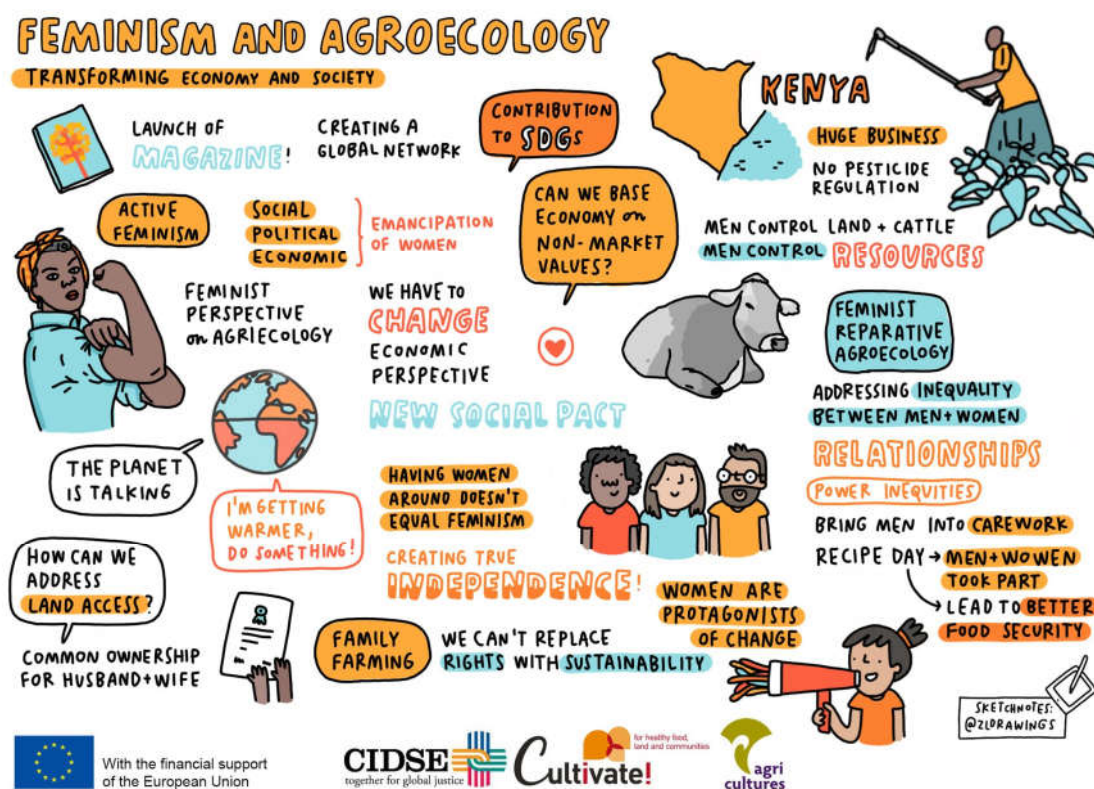 FEMINISM AND AGROECOLOGY
TRANSFORMING ECONOMY AND SOCIETY
LAUNCH OF
MAGAZINE!
CREATING A
GLOBAL NETWORK
CONTRIBUTION
TO SDGs
KENYA
HUGE BUSINESS
NO PESTICIDE
REGULATION
ACTIVE
FEMINISM
SOCIAL
POLITICAL
ECONOMIC
EMANCIPATION
OF WOMEN
CAN WE BASE
ECONOMY on
NON-MARKET
VALUES?
MEN CONTROL LAND + CATTLE
MEN CONTROL RESOURCES
FEMINIST
PERSPECTIVE
on AGRIECOLOGY
WE HAVE TO
CHANGE
ECONOMIC
PERSPECTIVE
NEW SOCIAL PACT
FEMINIST
REPARATIVE
AGROECOLOGY
ADDRESSING INEQUALITY
BETWEEN MEN + WOMEN
RELATIONSHIPS
POWER INEQUITIES
BRING MEN INTO CAREWORK
RECIPE DAY → MEN + WOWEN
TOOK PART
→ LEAD TO BETTER
FOOD SECURITY
THE PLANET
IS TALKING
I'M GETTING
WARMER,
DO SOMETHING!
HAVING WOMEN
AROUND DOESN'T
EQUAL FEMINISM
CREATING TRUE
INDEPENDENCE!
HOW CAN WE
ADDRESS
LAND ACCESS?
COMMON OWNERSHIP
FOR HUSBAND + WIFE
FAMILY
FARMING
WE CAN'T REPLACE
RIGHTS WITH SUSTAINABILITY
WOMEN ARE
PROTAGONISTS
OF CHANGE
SKETCHNOTES:
@ZLDRAWINGS
With the financial support
of the European Union
CIDSE
together for global justice
Cultivate!
for healthy food,
land and communities
agri
cultures